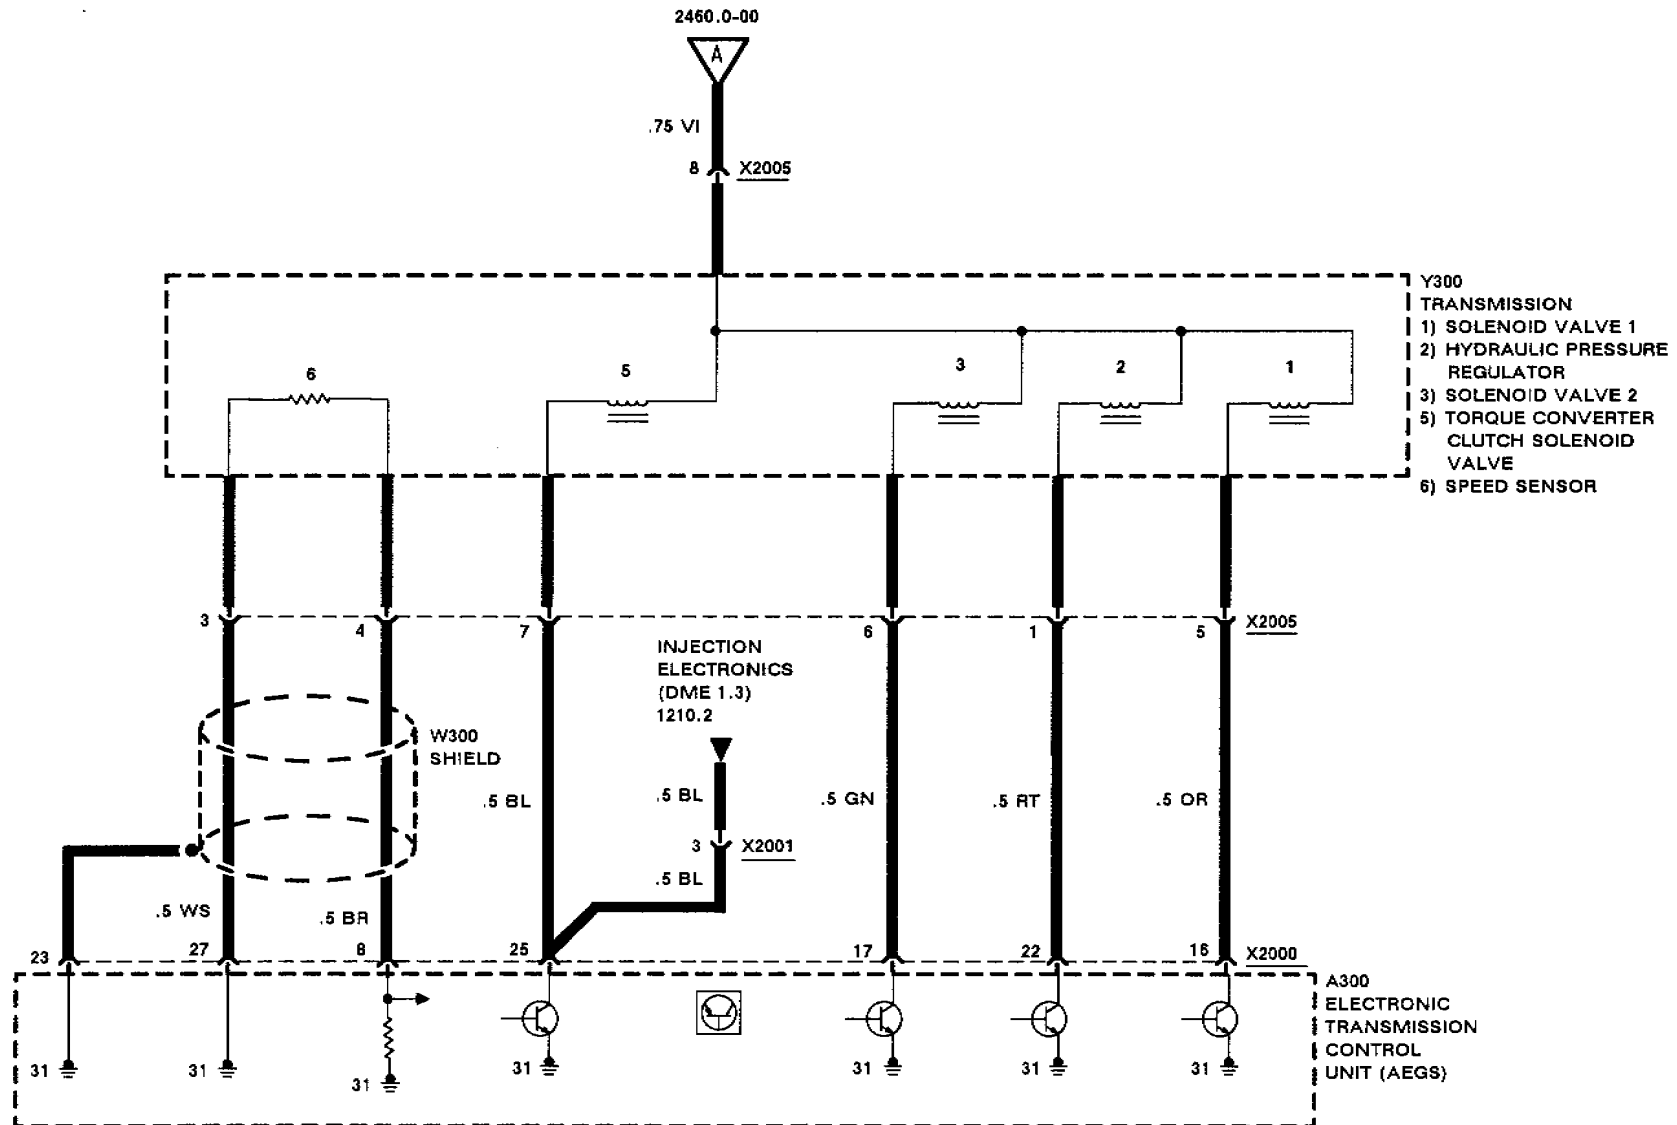 2460.0-00
A
.75 VI
8 X2005
Y300
TRANSMISSION
1) SOLENOID VALVE 1
2) HYDRAULIC PRESSURE
REGULATOR
3) SOLENOID VALVE 2
5) TORQUE CONVERTER
CLUTCH SOLENOID
VALVE
6) SPEED SENSOR
6 5 3 2 1
3 4 7 6 1 5 X2005
INJECTION
ELECTRONICS
(DME 1.3)
1210.2
W300
SHIELD
.5 BL .5 BL .5 GN .5 RT .5 OR
3 X2001
.5 BL
.5 WS .5 BR
23 27 8 25 17 22 16 X2000
A300
ELECTRONIC
TRANSMISSION
CONTROL
UNIT (AEGS)
31 31 31 31 31 31 31